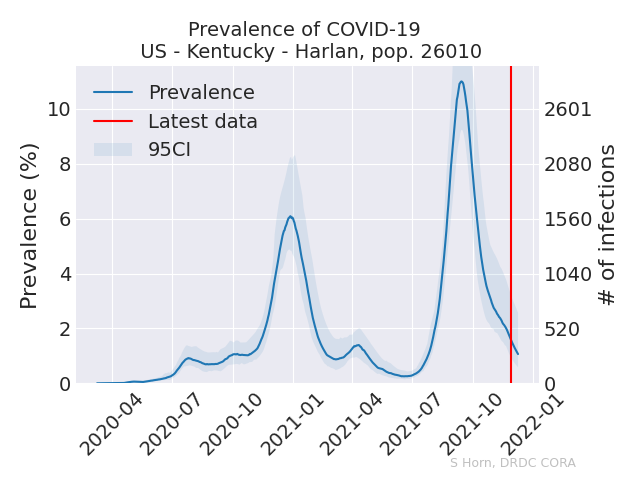 Prevalence of COVID-19
US - Kentucky - Harlan, pop. 26010
Prevalence
Latest data
95CI
Prevalence (%)
10
8
6
4
2
0
2601
2080
1560
1040
520
0
# of infections
2020-04
2020-07
2020-10
2021-01
2021-04
2021-07
2021-10
2022-01
S Horn, DRDC CORA